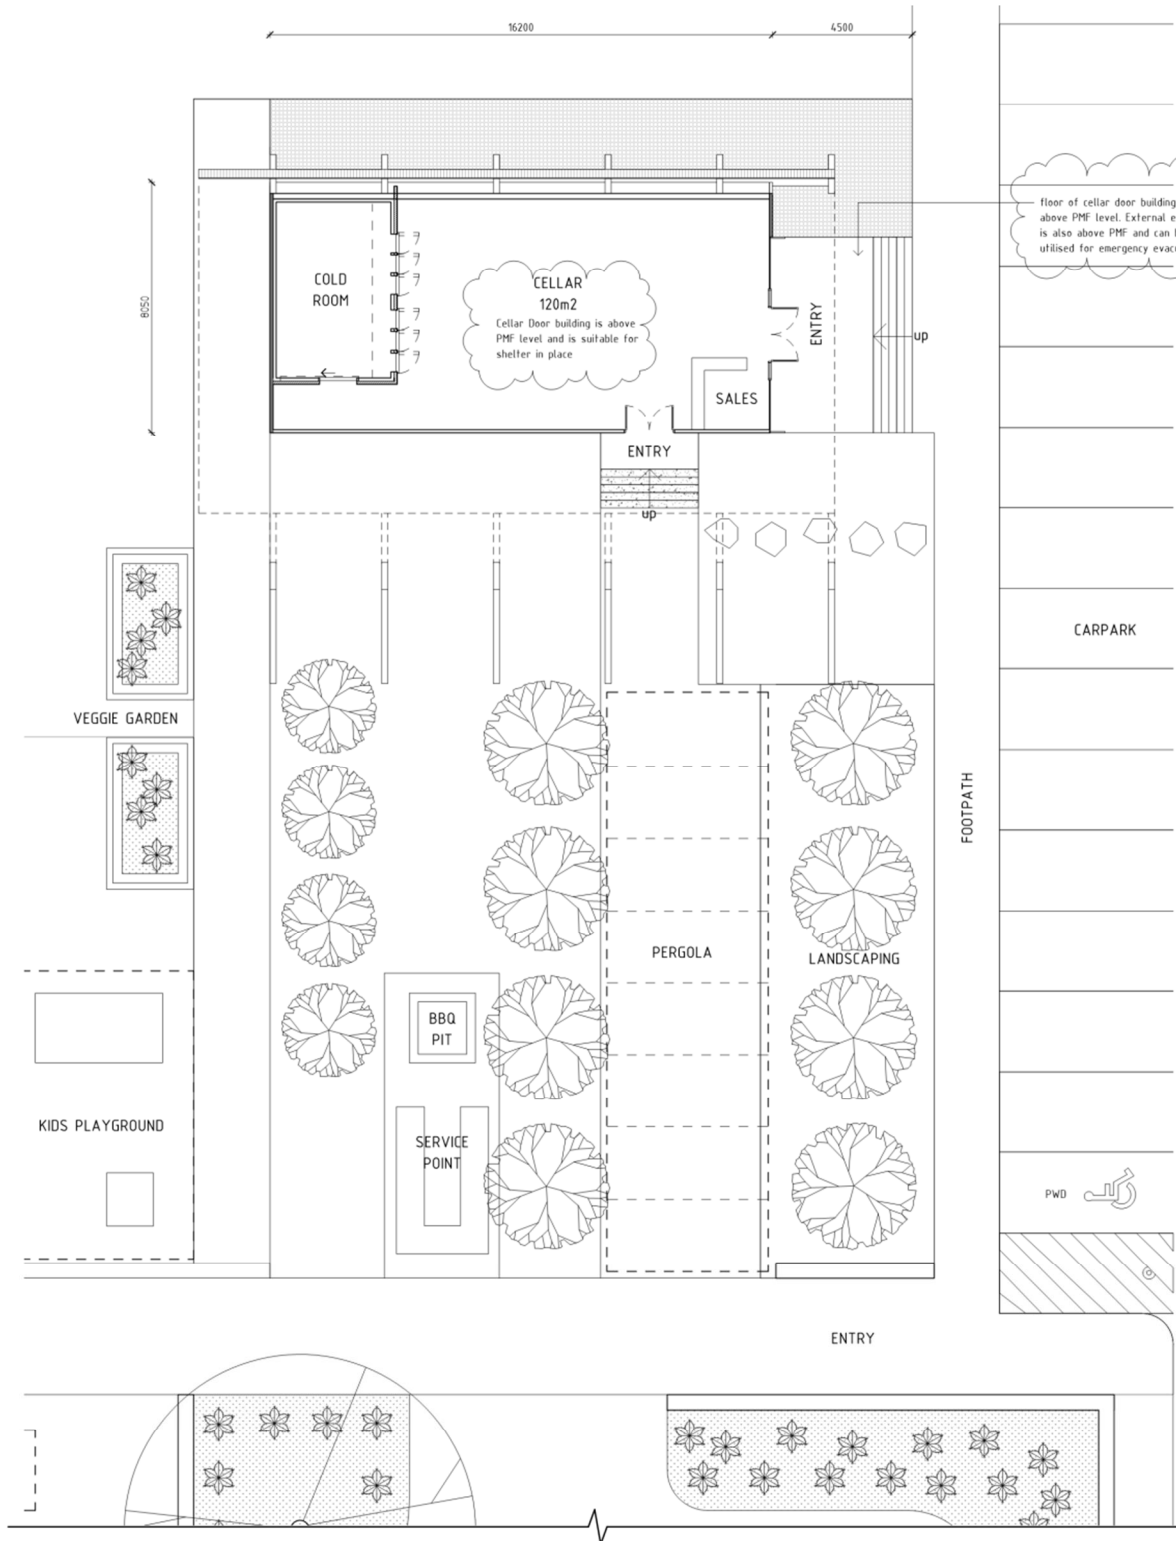 16200
4500
8050
floor of cellar door building
above PMF level. External
is also above PMF and can
utilised for emergency
COLD
ROOM
CELLAR
120m2
Cellar Door building is above
PMF level and is suitable for
shelter in place
ENTRY
up
SALES
ENTRY
up
CARPARK
VEGGIE GARDEN
FOOTPATH
PERGOLA
LANDSCAPING
BBQ
PIT
KIDS PLAYGROUND
SERVICE
POINT
PWD
ENTRY